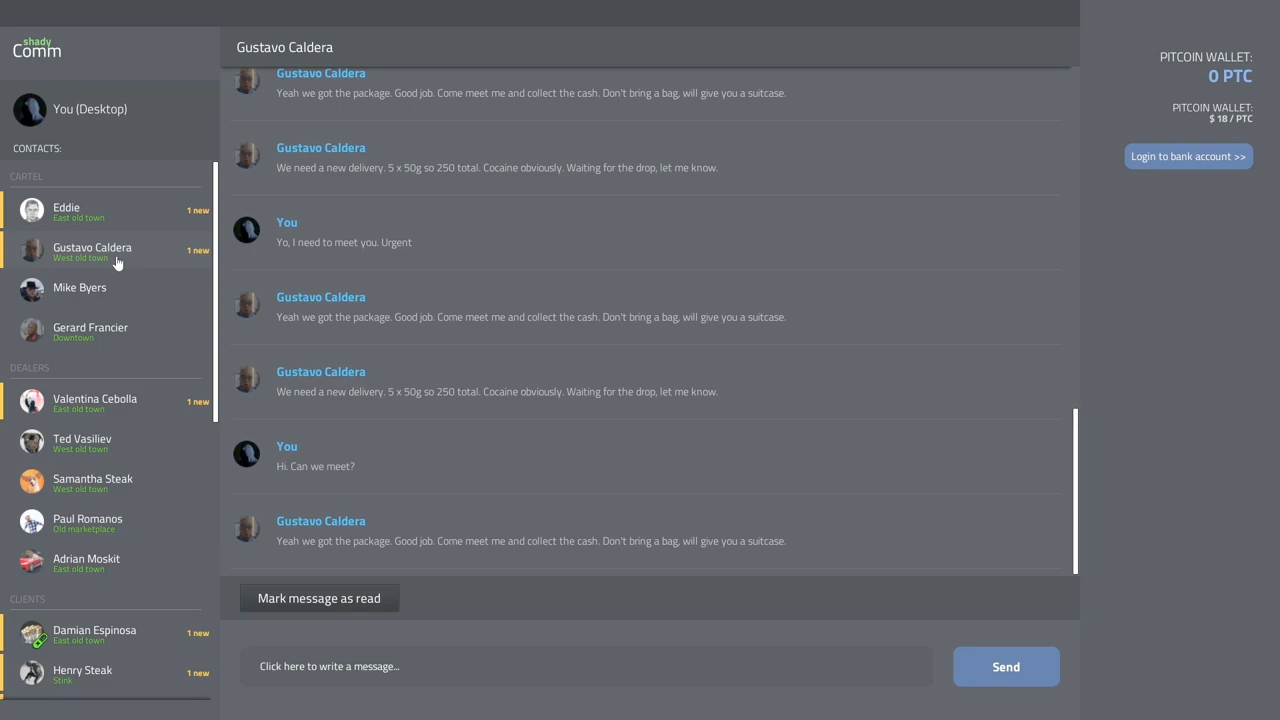 shady
Comm
You (Desktop)
CONTACTS:
CARTEL
Eddie
East old town
1 new
Gustavo Caldera
West old town
1 new
Mike Byers
Gerard Francier
Downtown
DEALERS
Valentina Cebolla
East old town
1 new
Ted Vasiliev
West old town
Samantha Steak
West old town
Paul Romanos
Old marketplace
Adrian Moskit
East old town
CLIENTS
Damian Espinosa
East old town
1 new
Henry Steak
Stink
1 new
Gustavo Caldera
Gustavo Caldera
Yeah we got the package. Good job. Come meet me and collect the cash. Don't bring a bag, will give you a suitcase.
Gustavo Caldera
We need a new delivery. 5 x 50g so 250 total. Cocaine obviously. Waiting for the drop, let me know.
You
Yo, I need to meet you. Urgent
Gustavo Caldera
Yeah we got the package. Good job. Come meet me and collect the cash. Don't bring a bag, will give you a suitcase.
Gustavo Caldera
We need a new delivery. 5 x 50g so 250 total. Cocaine obviously. Waiting for the drop, let me know.
You
Hi. Can we meet?
Gustavo Caldera
Yeah we got the package. Good job. Come meet me and collect the cash. Don't bring a bag, will give you a suitcase.
Mark message as read
Click here to write a message...
Send
PITCOIN WALLET:
0 PTC
PITCOIN WALLET:
$ 18 / PTC
Login to bank account >>